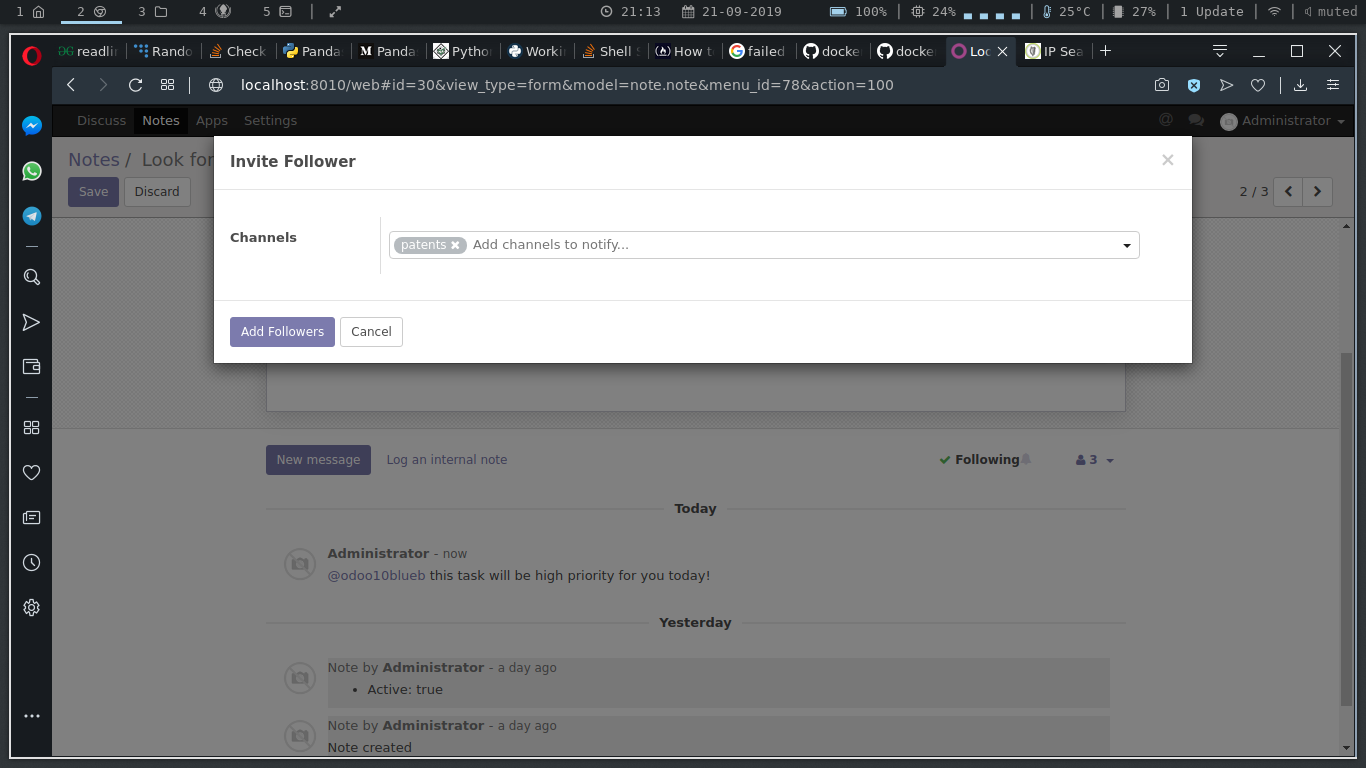 1 2 3 4 5 21:13 21-09-2019 100% 24% 25°C 27% 1 Update muted
readli Rando Check Panda Panda Pytho Worki Shell S How t failed docke docke Loc IP Sea
localhost:8010/web#id=30&view_type=form&model=note.note&menu_id=78&action=100
Discuss Notes Apps Settings @ Administrator
Notes / Look for
Save Discard 2 / 3
Invite Follower ×
Channels
patents Add channels to notify...
Add Followers Cancel
New message Log an internal note Following 3
Today
Administrator - now
@odoo10blueb this task will be high priority for you today!
Yesterday
Note by Administrator - a day ago
• Active: true
Note by Administrator - a day ago
Note created